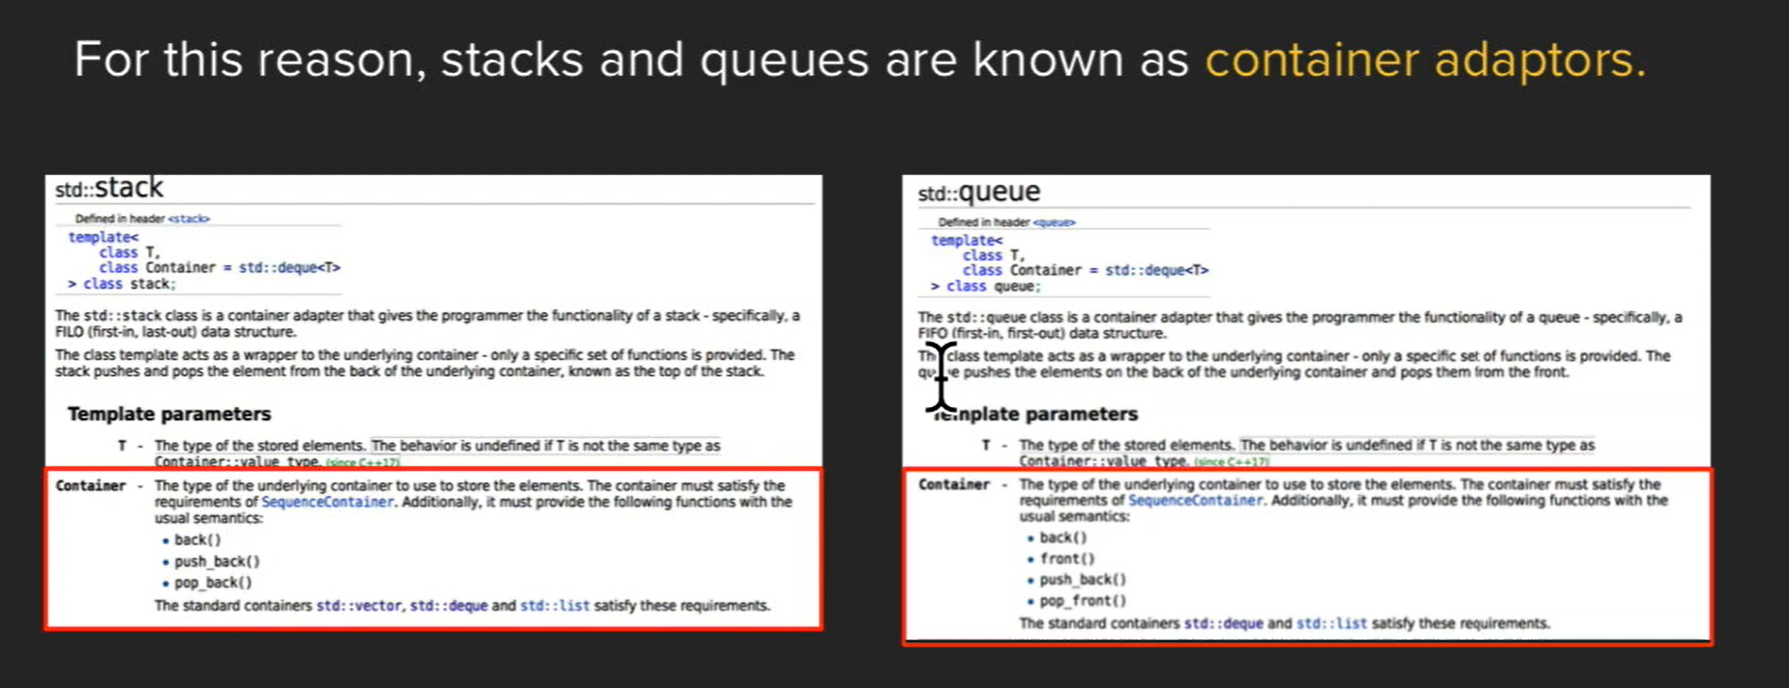 For this reason, stacks and queues are known as container adaptors.
std::stack
Defined in header <stack>
template<
class T,
class Container = std::deque<T>
> class stack;
The std::stack class is a container adapter that gives the programmer the functionality of a stack - specifically, a
FILO (first-in, last-out) data structure.
The class template acts as a wrapper to the underlying container - only a specific set of functions is provided. The
stack pushes and pops the element from the back of the underlying container, known as the top of the stack.
Template parameters
T - The type of the stored elements. The behavior is undefined if T is not the same type as
Container::value_type. (since C++17)
Container - The type of the underlying container to use to store the elements. The container must satisfy the
requirements of SequenceContainer. Additionally, it must provide the following functions with the
usual semantics:
• back()
• push_back()
• pop_back()
The standard containers std::vector, std::deque and std::list satisfy these requirements.
std::queue
Defined in header <queue>
template<
class T,
class Container = std::deque<T>
> class queue;
The std::queue class is a container adapter that gives the programmer the functionality of a queue - specifically, a
FIFO (first-in, first-out) data structure.
class template acts as a wrapper to the underlying container - only a specific set of functions is provided. The
pushes the elements on the back of the underlying container and pops them from the front.
parameters
T - The type of the stored elements. The behavior is undefined if T is not the same type as
Container::value_type. (since C++17)
Container - The type of the underlying container to use to store the elements. The container must satisfy the
requirements of SequenceContainer. Additionally, it must provide the following functions with the
usual semantics:
• back()
• front()
• push_back()
• pop_front()
The standard containers std::deque and std::list satisfy these requirements.